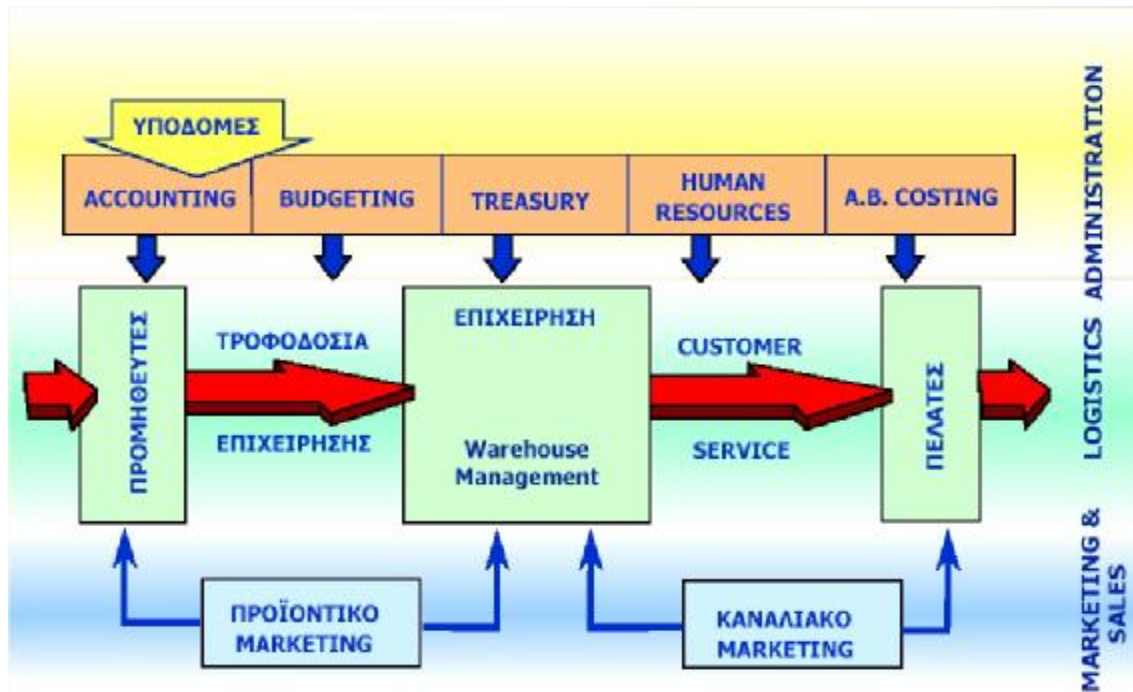 ΥΠΟΔΟΜΕΣ
ACCOUNTING
BUDGETING
TREASURY
HUMAN
RESOURCES
A.B. COSTING
ΠΡΟΜΗΘΕΥΤΕΣ
ΤΡΟΦΟΔΟΣΙΑ
ΕΠΙΧΕΙΡΗΣΗΣ
ΕΠΙΧΕΙΡΗΣΗ
Warehouse
Management
CUSTOMER
SERVICE
ΠΕΛΑΤΕΣ
ΠΡΟΪΟΝΤΙΚΟ
MARKETING
ΚΑΝΑΛΙΑΚΟ
MARKETING
ADMINISTRATION
LOGISTICS
MARKETING &
SALES